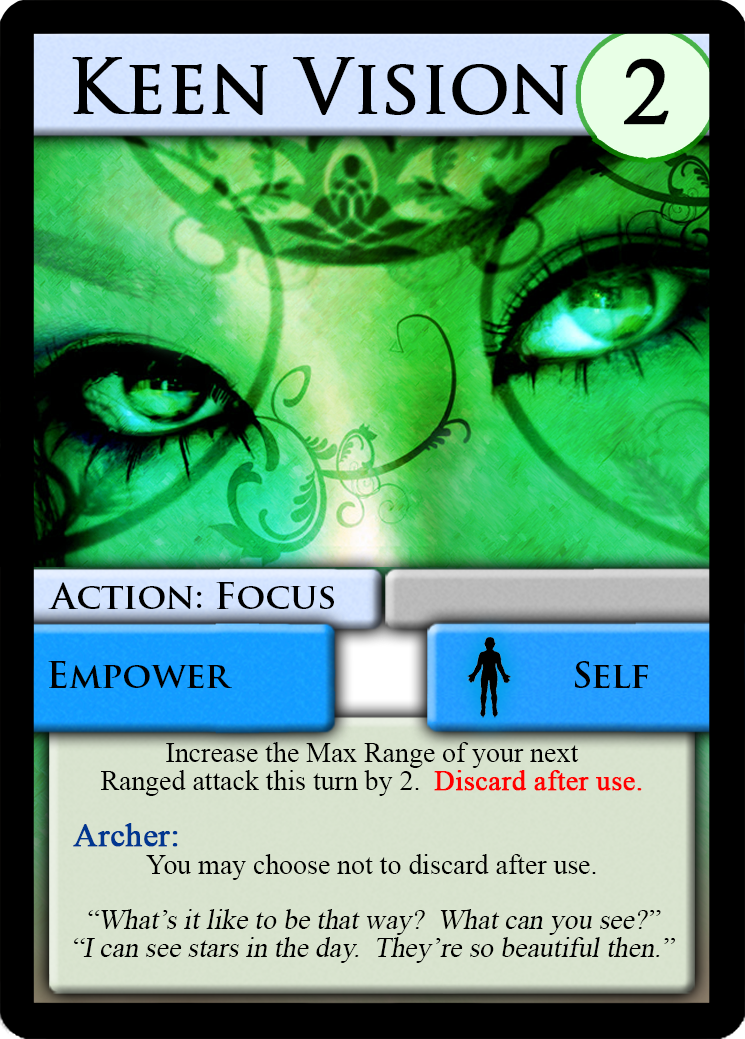 Keen Vision 2
Action: Focus
Empower
Self
Increase the Max Range of your next
Ranged attack this turn by 2.  Discard after use.
Archer:
You may choose not to discard after use.
“What’s it like to be that way?  What can you see?”
“I can see stars in the day.  They’re so beautiful then.”